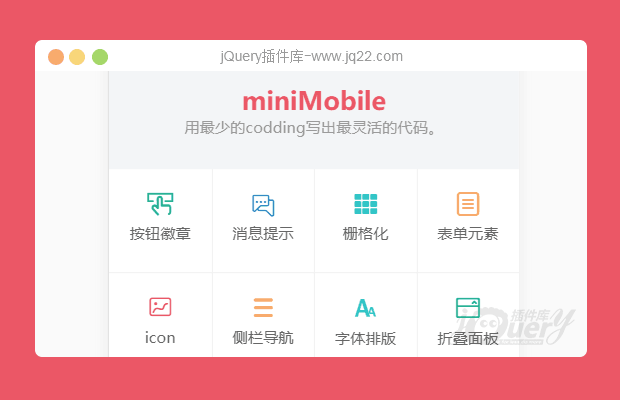 jQuery插件库-www.jq22.com
miniMobile
用最少的codding写出最灵活的代码。
按钮徽章 消息提示 栅格化 表单元素
icon 侧栏导航 字体排版 折叠面板
jQuery 插件库